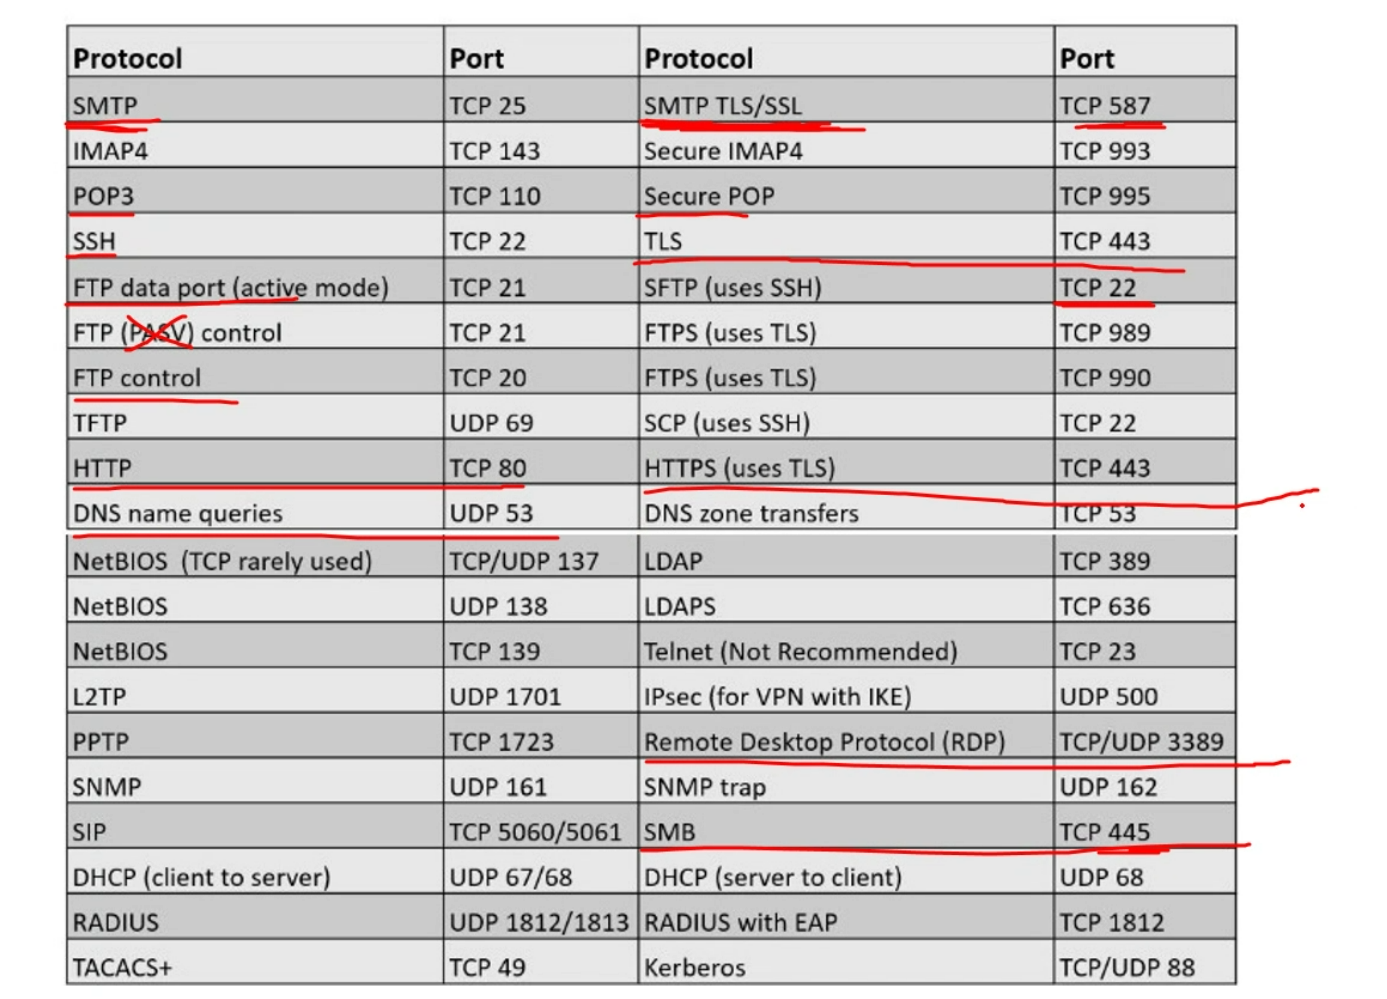 Protocol Port Protocol Port
SMTP TCP 25 SMTP TLS/SSL TCP 587
IMAP4 TCP 143 Secure IMAP4 TCP 993
POP3 TCP 110 Secure POP TCP 995
SSH TCP 22 TLS TCP 443
FTP data port (active mode) TCP 21 SFTP (uses SSH) TCP 22
FTP (PASV) control TCP 21 FTPS (uses TLS) TCP 989
FTP control TCP 20 FTPS (uses TLS) TCP 990
TFTP UDP 69 SCP (uses SSH) TCP 22
HTTP TCP 80 HTTPS (uses TLS) TCP 443
DNS name queries UDP 53 DNS zone transfers TCP 53
NetBIOS (TCP rarely used) TCP/UDP 137 LDAP TCP 389
NetBIOS UDP 138 LDAPS TCP 636
NetBIOS TCP 139 Telnet (Not Recommended) TCP 23
L2TP UDP 1701 IPsec (for VPN with IKE) UDP 500
PPTP TCP 1723 Remote Desktop Protocol (RDP) TCP/UDP 3389
SNMP UDP 161 SNMP trap UDP 162
SIP TCP 5060/5061 SMB TCP 445
DHCP (client to server) UDP 67/68 DHCP (server to client) UDP 68
RADIUS UDP 1812/1813 RADIUS with EAP TCP 1812
TACACS+ TCP 49 Kerberos TCP/UDP 88